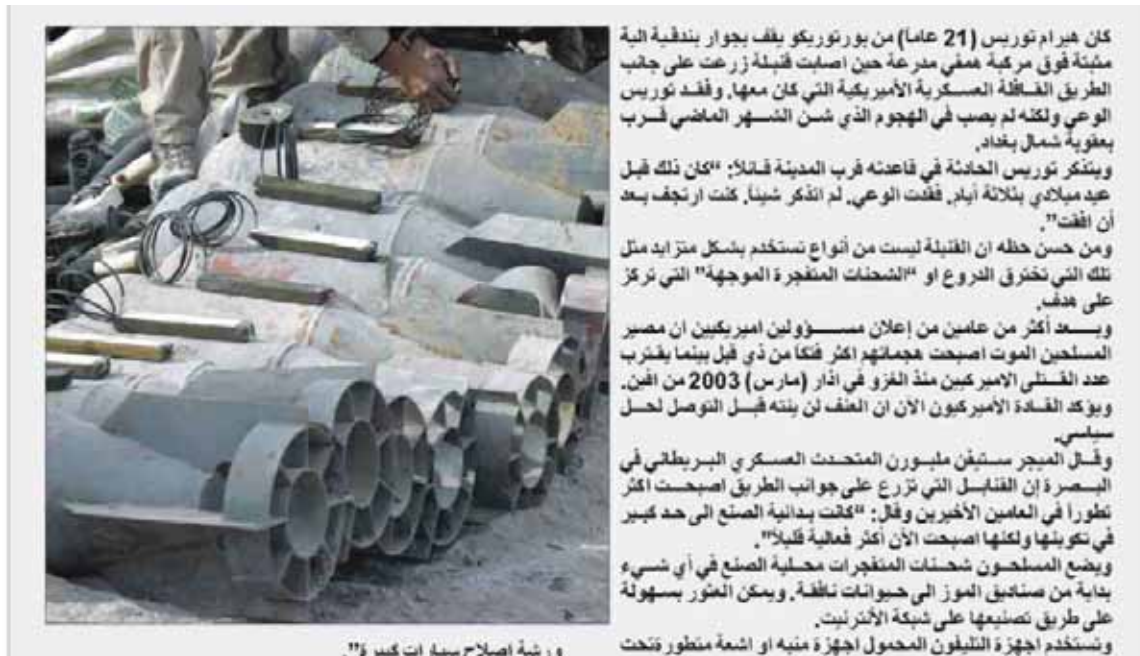 كان هيرام توريس (21 عاماً) من بورتوريكو يقف بجوار بندقية الية
مثبتة فوق مركبة همفي مدرعة حين اصابت قنبلة زرعت على جانب
الطريق القافلة العسكرية الأميريكية التي كان معها. وفقد توريس
الوعي ولكنه لم يصب في الهجوم الذي شن الشهر الماضي قرب
بعقوبة شمال بغداد.
ويتذكر توريس الحادثة في قاعدته قرب المدينة قائلاً: “كان ذلك قبل
عيد ميلادي بثلاثة أيام. فقدت الوعي. لم اتذكر شيئاً. كنت ارتجف بعد
أن افقت”.
ومن حسن حظه ان القنبلة ليست من أنواع تستخدم بشكل متزايد مثل
تلك التي تخترق الدروع او “الشحنات المتفجرة الموجهة” التي تركز
على هدف.
وبعد أكثر من عامين من إعلان مسؤولين اميريكيين ان مصير
المسلحين الموت اصبحت هجماتهم اكثر فتكاً من ذي قبل بينما يقترب
عدد القتلى الاميركيين منذ الغزو في اذار (مارس) 2003 من الفين.
ويؤكد القادة الأميركيون الآن ان العنف لن ينته قبل التوصل لحل
سياسي.
وقال الميجر ستيفن ملبورن المتحدث العسكري البريطاني في
البصرة إن القنابل التي تزرع على جوانب الطريق اصبحت اكثر
تطوراً في العامين الأخيرين وقال: “كانت بدائية الصنع الى حد كبير
في تكوينها ولكنها اصبحت الأن أكثر فعالية قليلاً”.
ويضع المسلحون شحنات المتفجرات محلية الصنع في أي شيء
بداية من صناديق الموز الى حيوانات نافقة. ويمكن العثور بسهولة
على طريق تصنيعها على شبكة الأنترنيت.
وتستخدم اجهزة التليفون المحمول اجهزة منبه او اشعة متطورة تحت
ورشة إصلاح سيارات كبيرة”.